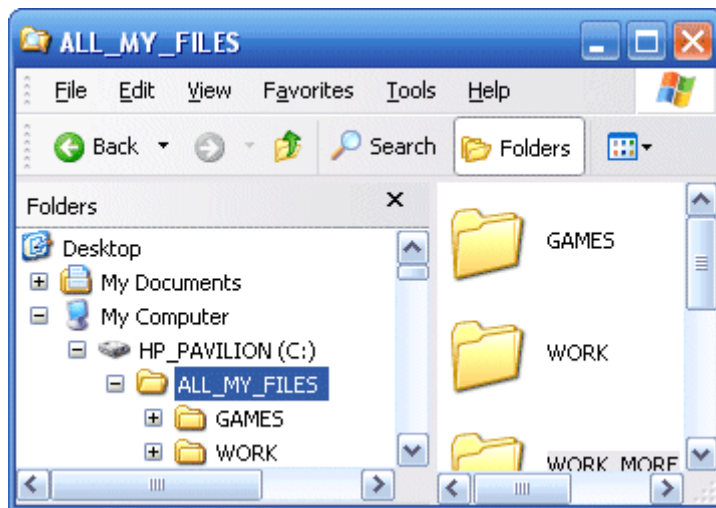 ALL_MY_FILES
File Edit View Favorites Tools Help
Back Search Folders
Folders
Desktop
My Documents
My Computer
HP_PAVILION (C:)
ALL_MY_FILES
GAMES
WORK
GAMES
WORK
WORK_MORE